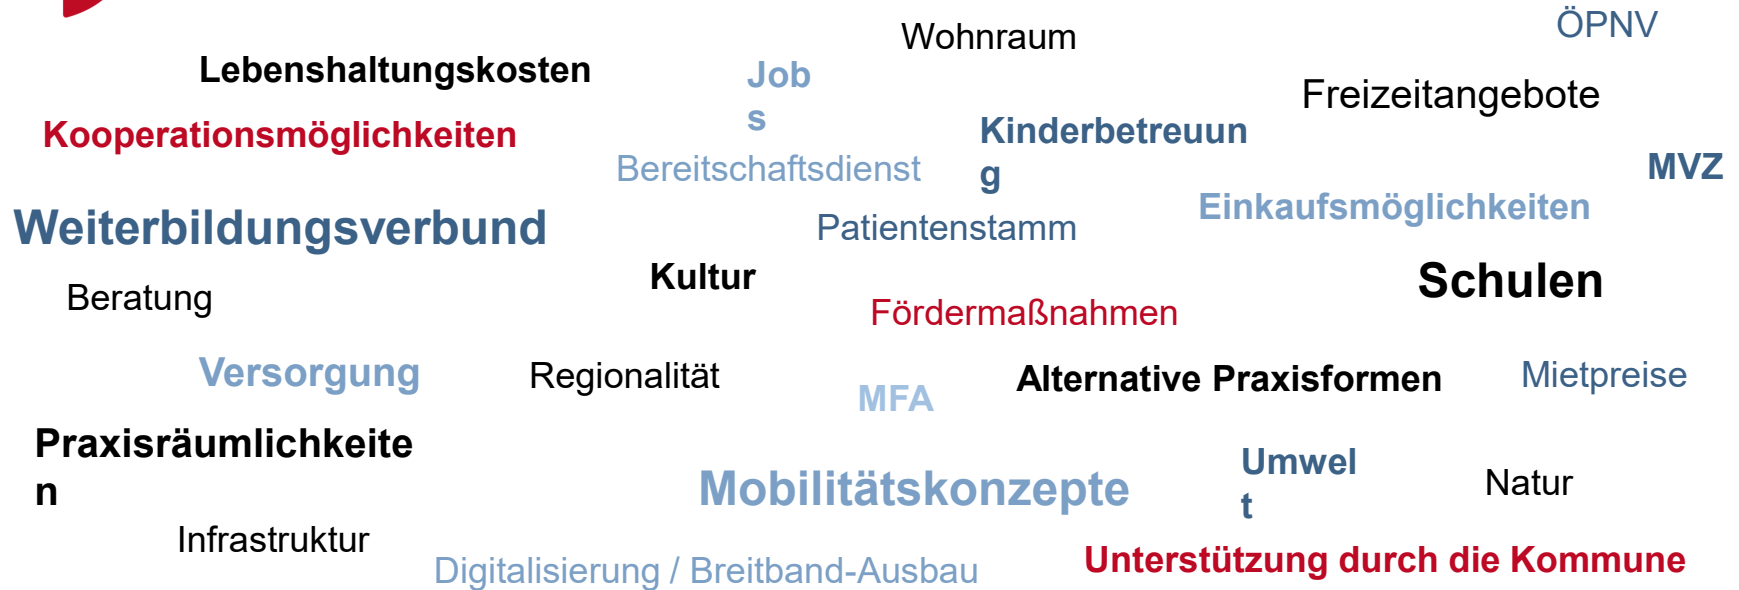 ÖPNV
Wohnraum
Lebenshaltungskosten
Job
s
Freizeitangebote
Kooperationsmöglichkeiten
Kinderbetreuun
g
Bereitschaftsdienst
MVZ
Einkaufsmöglichkeiten
Weiterbildungsverbund
Patientenstamm
Kultur
Schulen
Beratung
Fördermaßnahmen
Versorgung
Regionalität
MFA
Alternative Praxisformen
Mietpreise
Praxisräumlichkeite
n
Mobilitätskonzepte
Umwel
t
Natur
Infrastruktur
Digitalisierung / Breitband-Ausbau
Unterstützung durch die Kommune